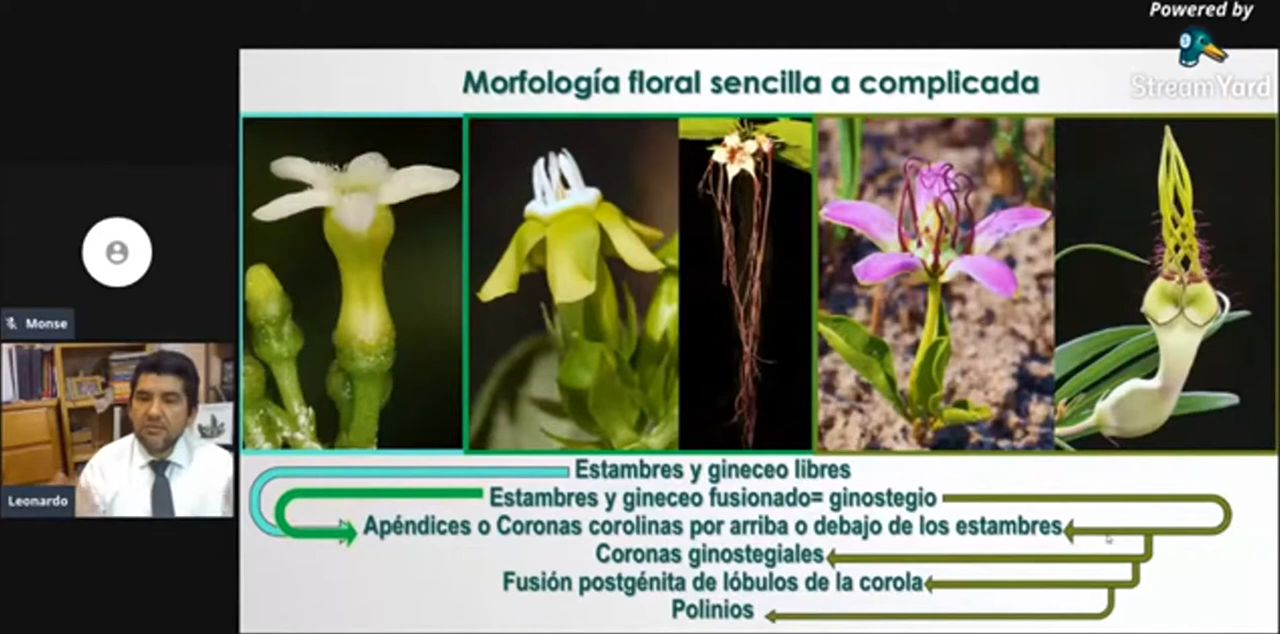 Powered by
StreamYard
Morfología floral sencilla a complicada
Monse
Leonardo
Estambres y gineceo libres
Estambres y gineceo fusionado= ginostegio
Apéndices o Coronas corolinas por arriba o debajo de los estambres
Coronas ginostegiales
Fusión postgénita de lóbulos de la corola
Polinios